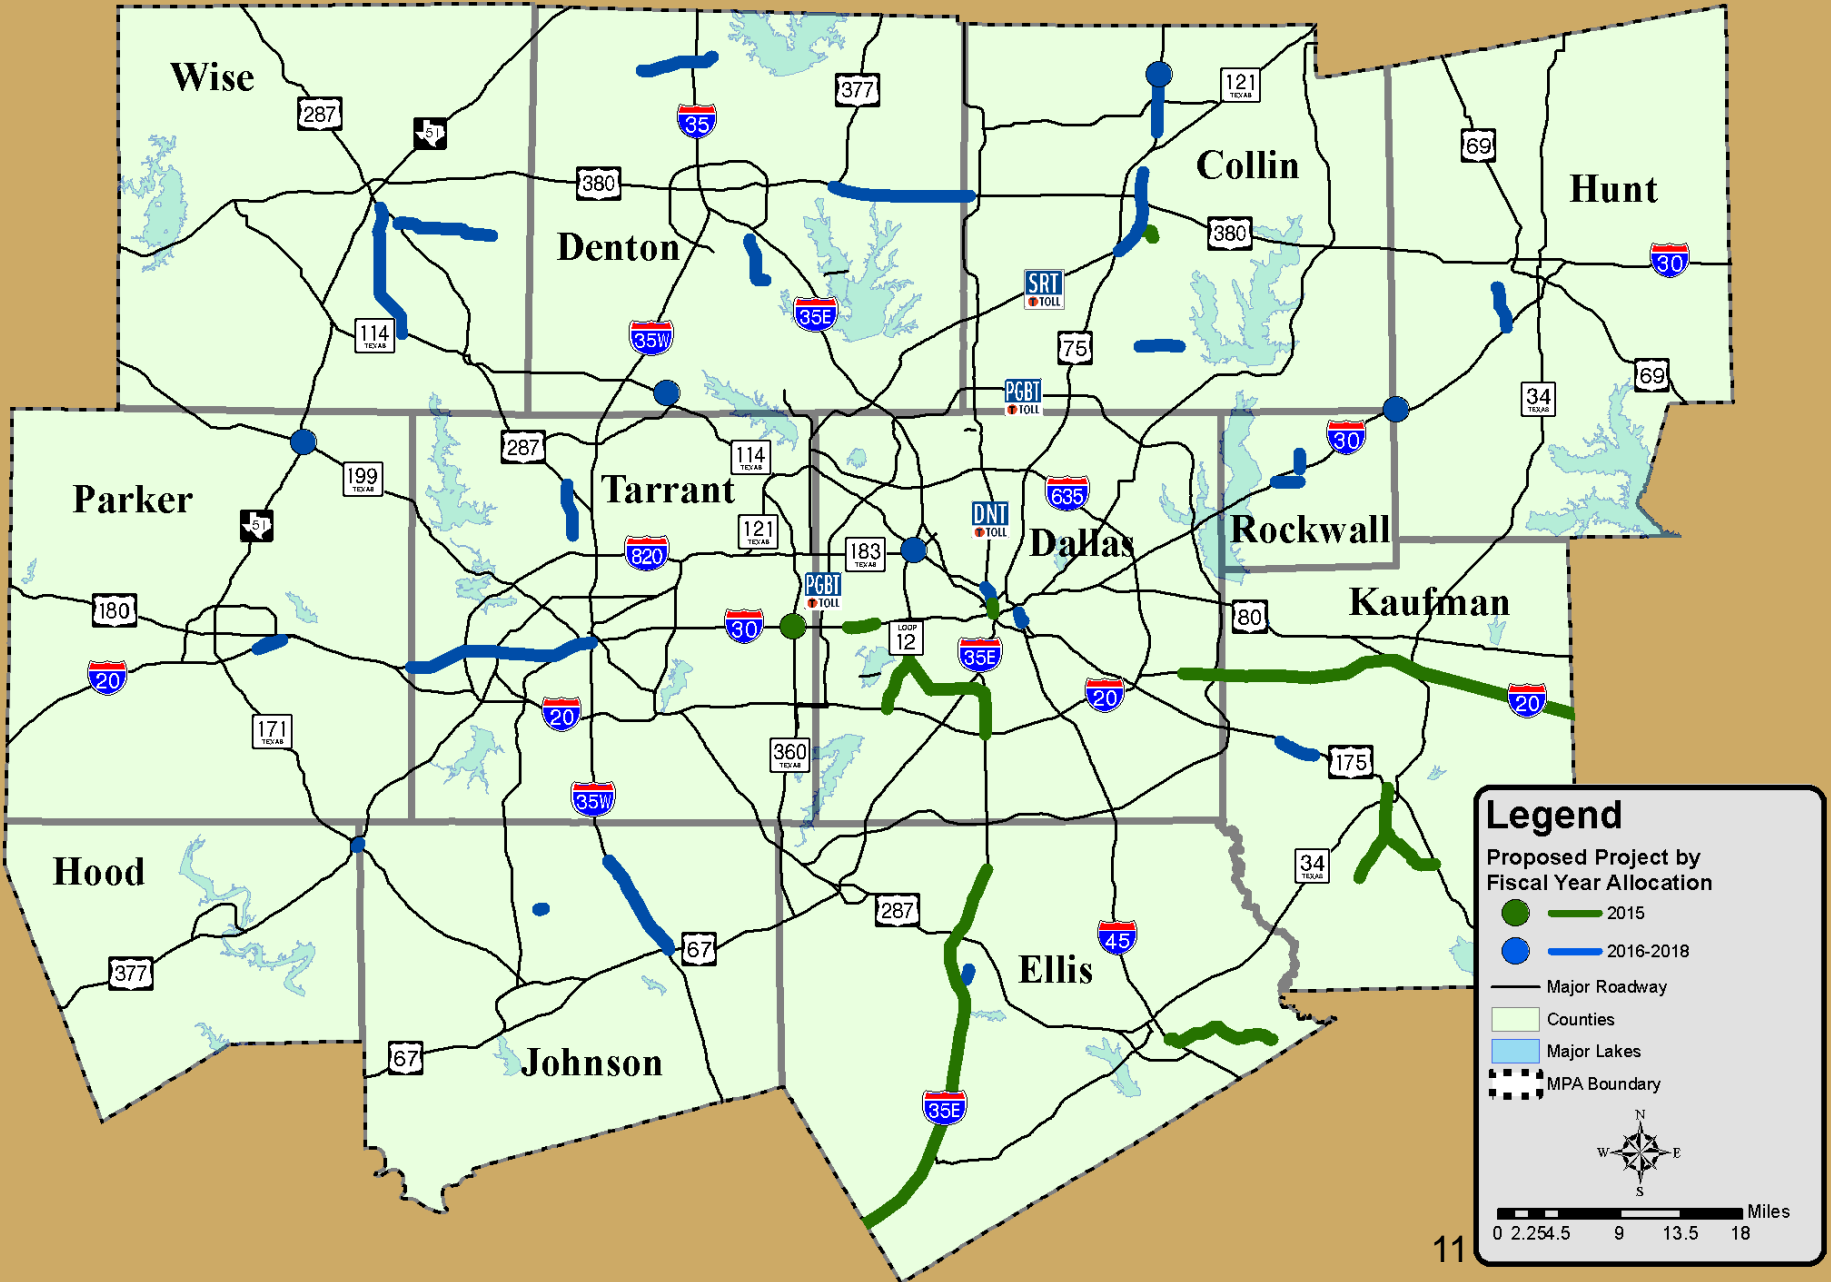 Wise
287
51
35
377
121
TEXAS
69
Collin
Hunt
380
Denton
380
30
SRT
TOLL
35E
114
TEXAS
35W
75
69
PGBT
TOLL
34
TEXAS
287
114
TEXAS
30
199
TEXAS
Parker
Tarrant
635
51
DNT
TOLL
Rockwall
121
TEXAS
183
TEXAS
Dallas
820
PGBT
TOLL
180
30
LOOP
12
80
Kaufman
35E
20
20
20
20
171
TEXAS
360
TEXAS
175
35W
Hood
34
TEXAS
287
67
45
Ellis
377
67
Johnson
35E
Legend
Proposed Project by
Fiscal Year Allocation
2015
2016-2018
Major Roadway
Counties
Major Lakes
MPA Boundary
N
W E
S
Miles
0 2.254.5 9 13.5 18
11